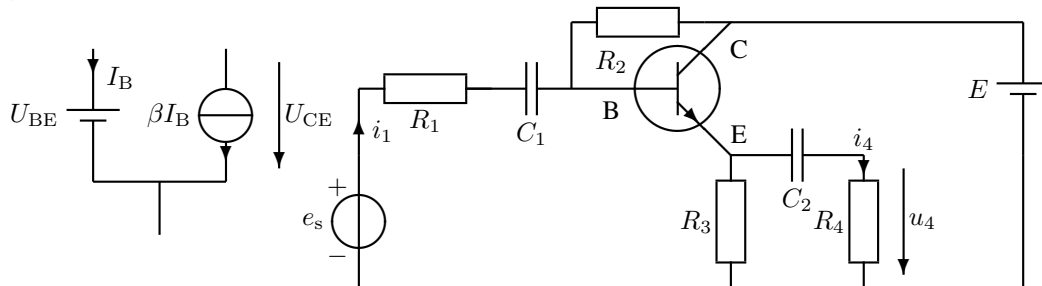 I_B
U_BE
βI_B
U_CE
i_1
e_s
+
−
R_1
C_1
R_2
B
C
E
R_3
C_2
i_4
R_4
u_4
E